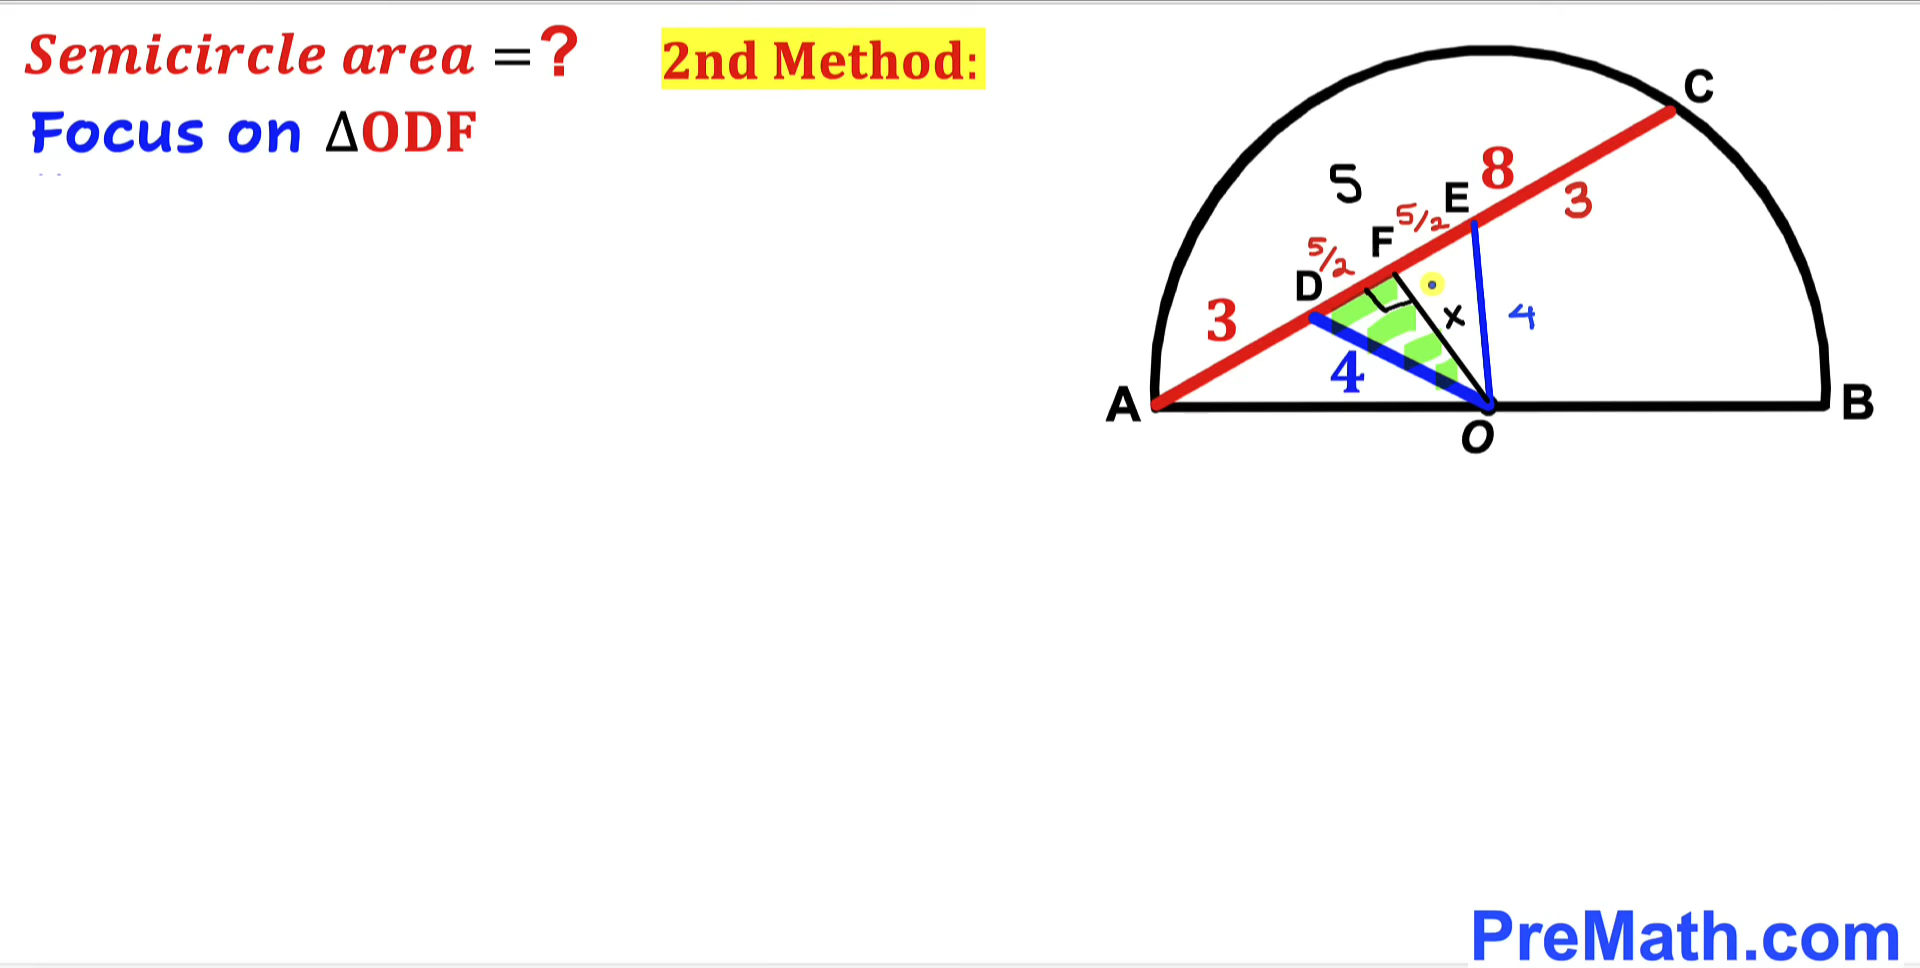 Semicircle area = ?
2nd Method:
Focus on ΔODF
C
8
5
E
3
5/2
F
5/2
D
3
x
4
4
A
B
O
PreMath.com